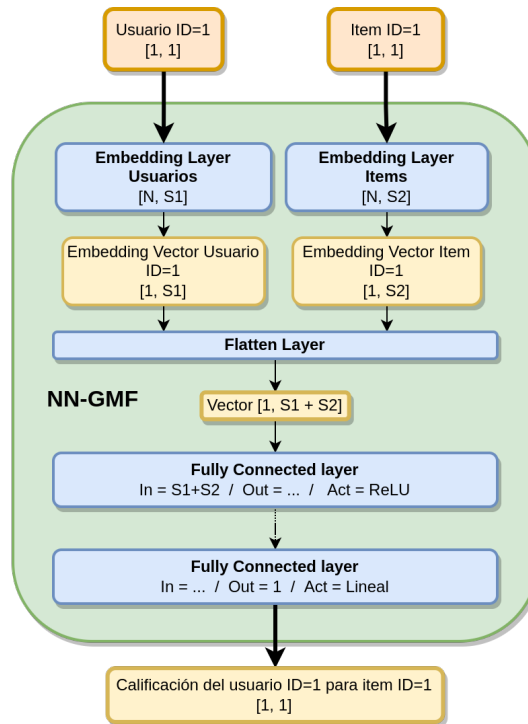 Usuario ID=1
[1, 1]
Item ID=1
[1, 1]
Embedding Layer
Usuarios
[N, S1]
Embedding Layer
Items
[N, S2]
Embedding Vector Usuario
ID=1
[1, S1]
Embedding Vector Item
ID=1
[1, S2]
Flatten Layer
NN-GMF
Vector [1, S1 + S2]
Fully Connected layer
In = S1+S2 / Out = ... / Act = ReLU
Fully Connected layer
In = ... / Out = 1 / Act = Lineal
Calificación del usuario ID=1 para item ID=1
[1, 1]